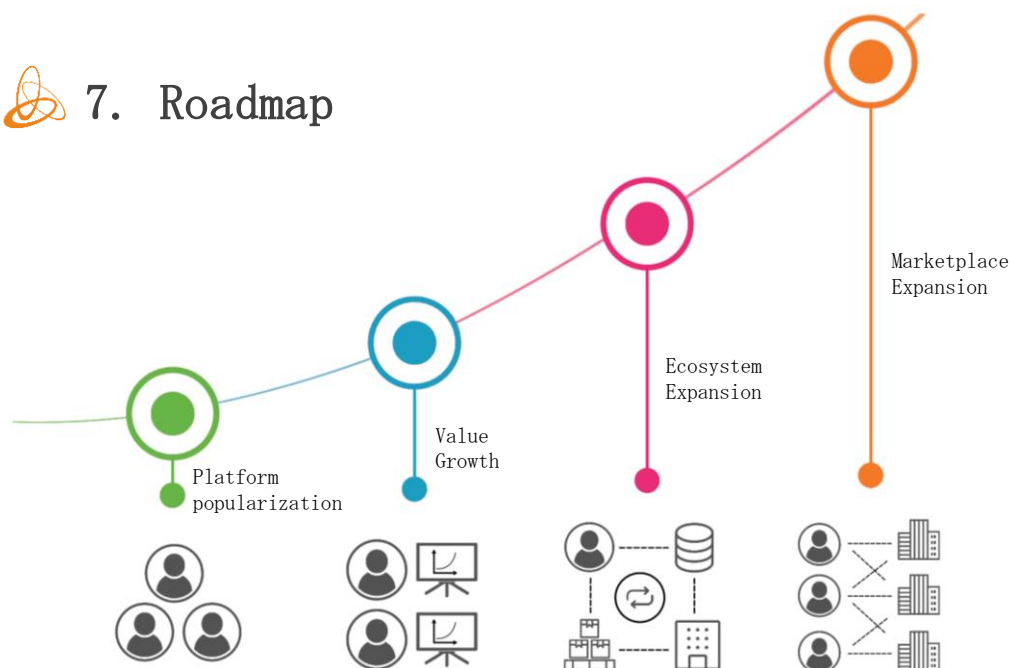 7. Roadmap
Platform
popularization
Value
Growth
Ecosystem
Expansion
Marketplace
Expansion